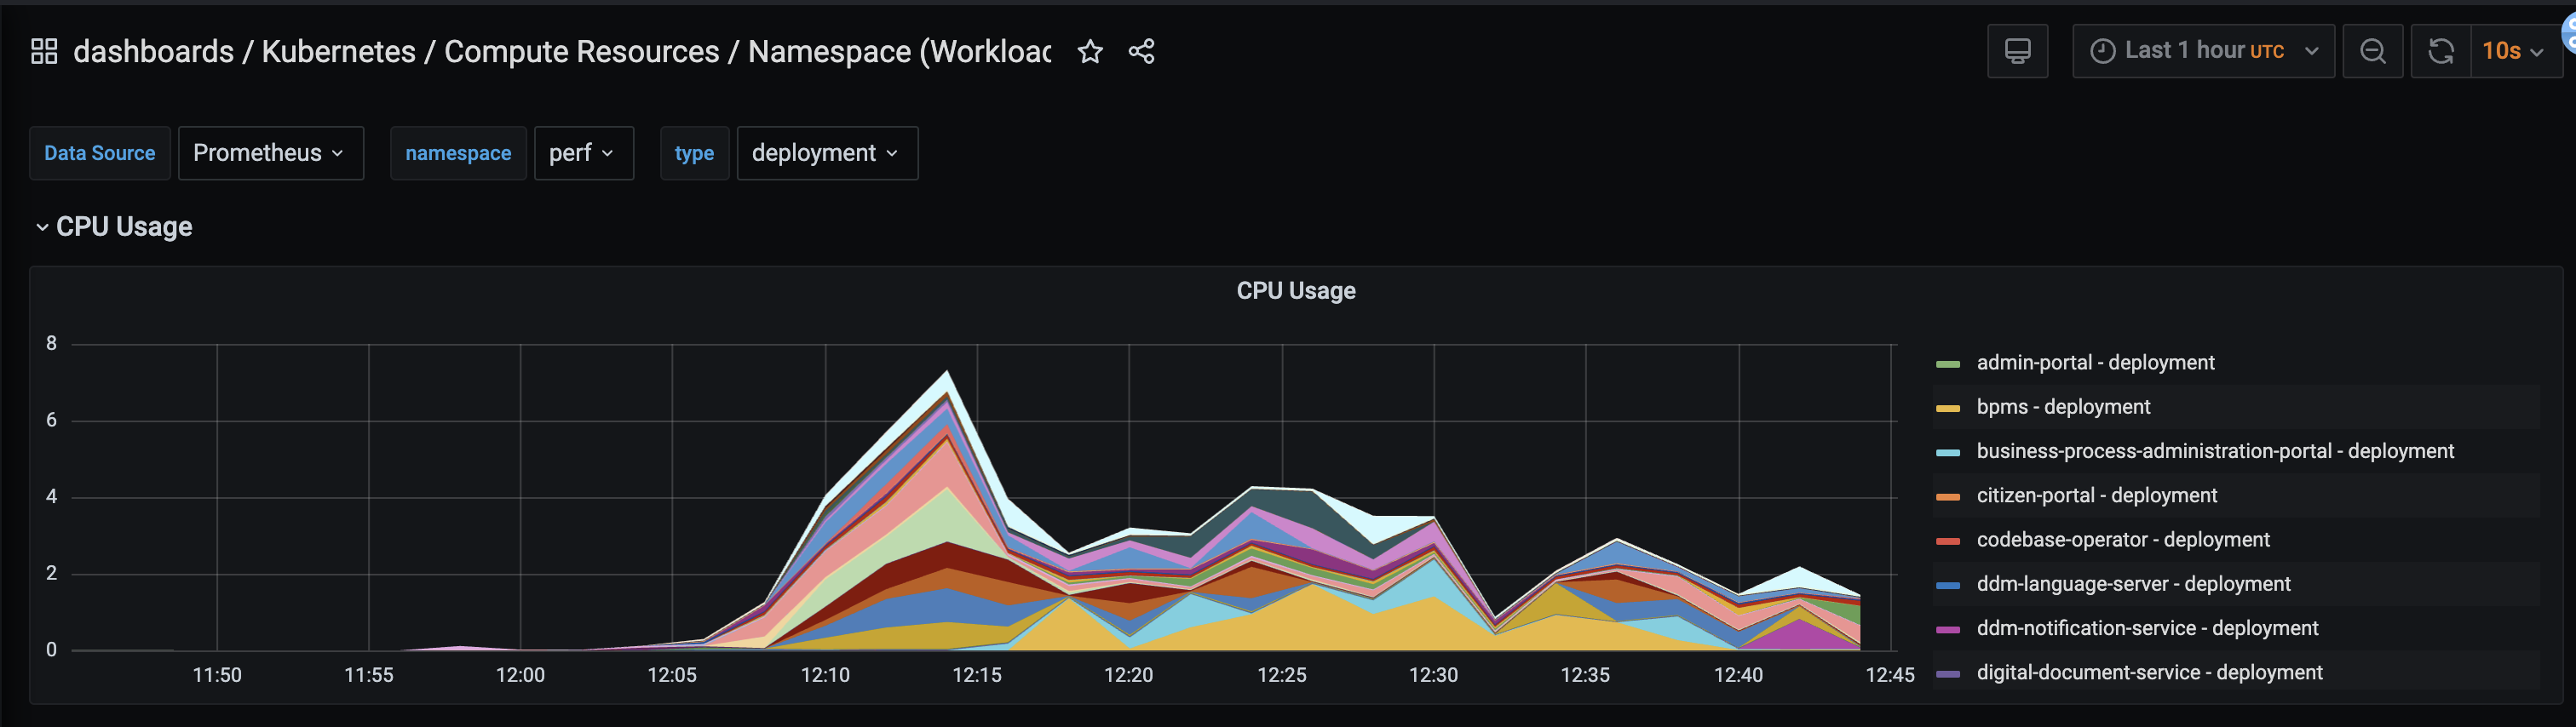 dashboards / Kubernetes / Compute Resources / Namespace (Workloa
Last 1 hour UTC
10s
Data Source Prometheus namespace perf type deployment
CPU Usage
CPU Usage
8
6
4
2
0
11:50 11:55 12:00 12:05 12:10 12:15 12:20 12:25 12:30 12:35 12:40 12:45
admin-portal - deployment
bpms - deployment
business-process-administration-portal - deployment
citizen-portal - deployment
codebase-operator - deployment
ddm-language-server - deployment
ddm-notification-service - deployment
digital-document-service - deployment